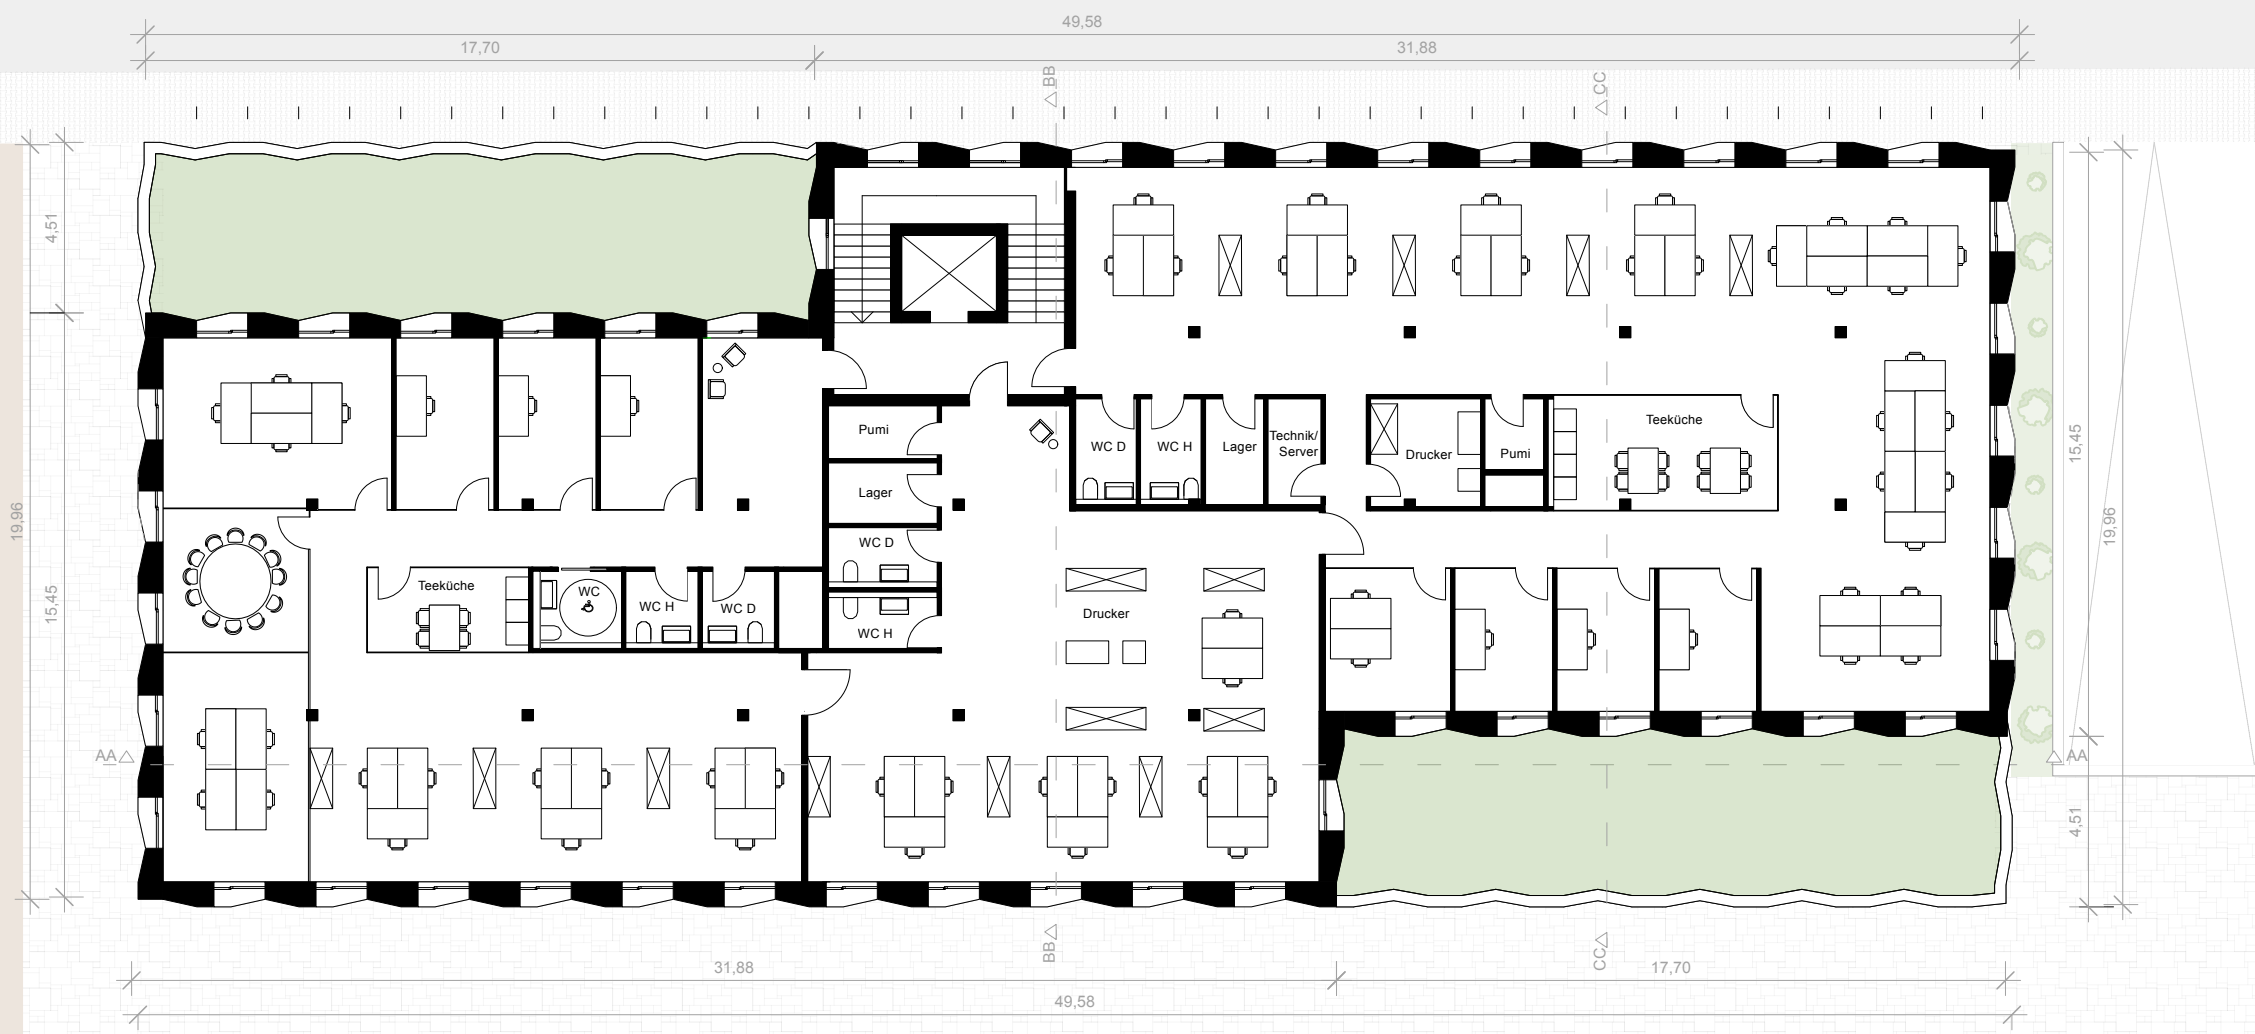 49,58
17,70
31,88
BB
CC
4,51
19,96
15,45
15,45
19,96
4,51
Pumi
Lager
WC D
WC H
WC D
WC H
Lager
Technik/
Server
Drucker
Pumi
Teeküche
Teeküche
WC
WC H
WC D
Drucker
AA
AA
BB
CC
31,88
17,70
49,58